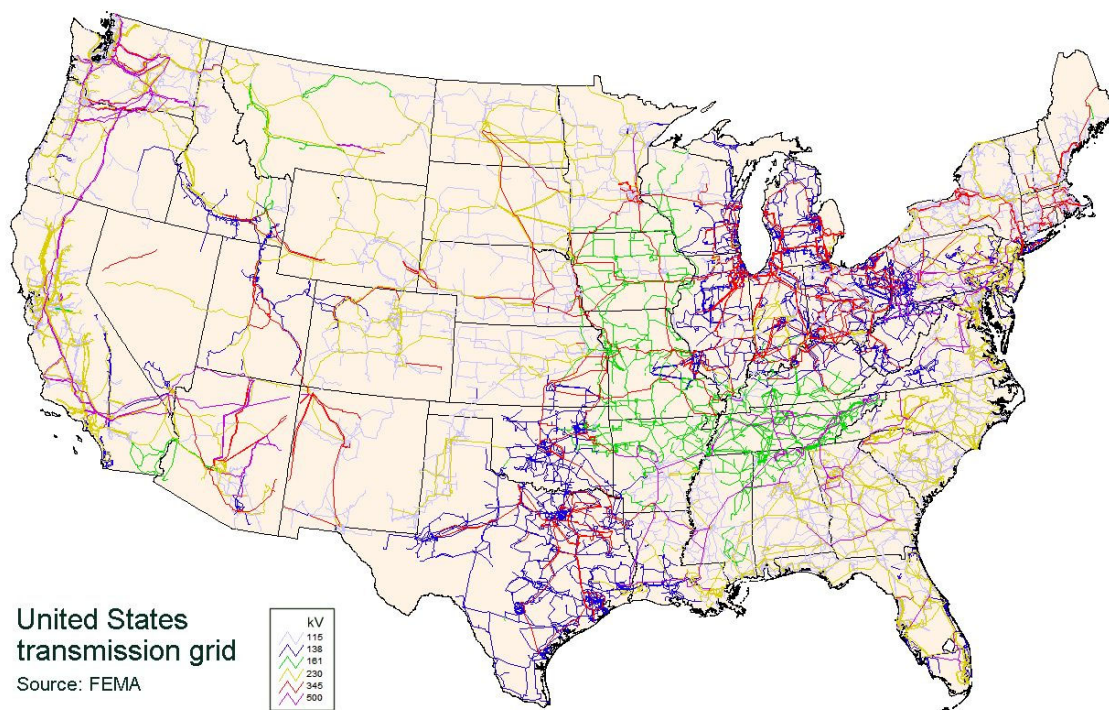 United States
transmission grid
Source: FEMA
kV
115
138
161
230
345
500